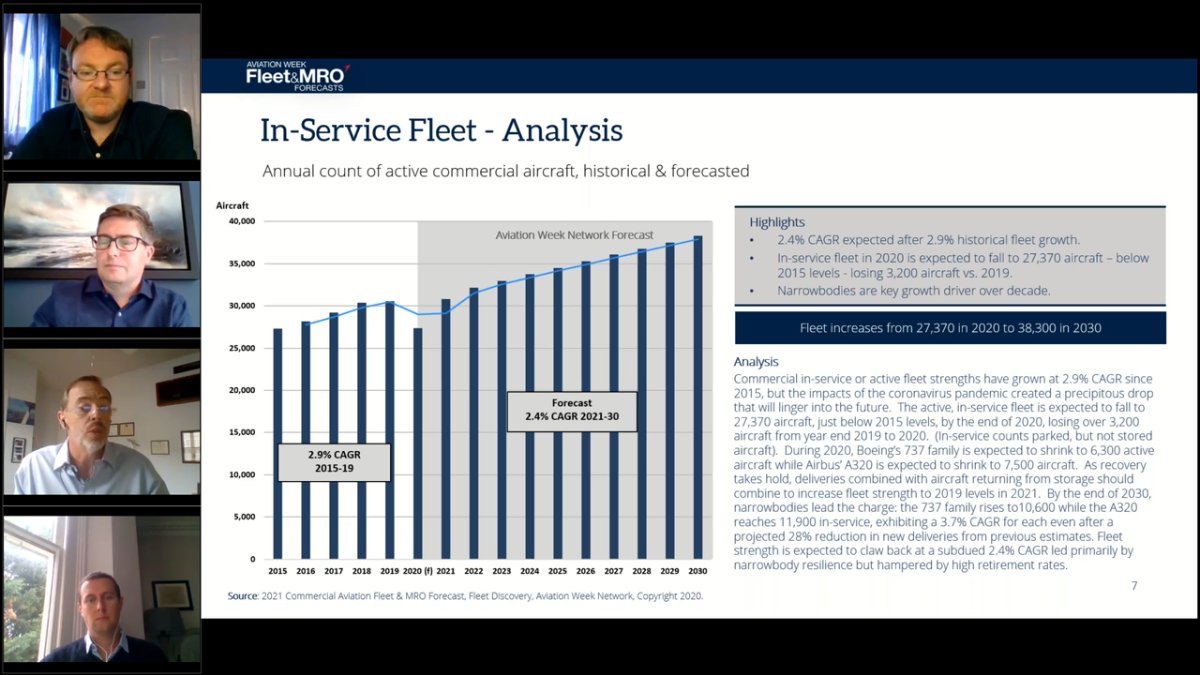 AVIATION WEEK
Fleet&MRO
FORECASTS
In-Service Fleet - Analysis
Annual count of active commercial aircraft, historical & forecasted
Aircraft
40,000
35,000
30,000
25,000
20,000
15,000
10,000
5,000
0
Aviation Week Network Forecast
Forecast
2.4% CAGR 2021-30
2.9% CAGR
2015-19
2015 2016 2017 2018 2019 2020 (f) 2021 2022 2023 2024 2025 2026 2027 2028 2029 2030
Source: 2021 Commercial Aviation Fleet & MRO Forecast, Fleet Discovery, Aviation Week Network, Copyright 2020.
Highlights
• 2.4% CAGR expected after 2.9% historical fleet growth.
• In-service fleet in 2020 is expected to fall to 27,370 aircraft – below
2015 levels - losing 3,200 aircraft vs. 2019.
• Narrowbodies are key growth driver over decade.
Fleet increases from 27,370 in 2020 to 38,300 in 2030
Analysis
Commercial in-service or active fleet strengths have grown at 2.9% CAGR since
2015, but the impacts of the coronavirus pandemic created a precipitous drop
that will linger into the future. The active, in-service fleet is expected to fall to
27,370 aircraft, just below 2015 levels, by the end of 2020, losing over 3,200
aircraft from year end 2019 to 2020. (In-service counts parked, but not stored
aircraft). During 2020, Boeing's 737 family is expected to shrink to 6,300 active
aircraft while Airbus' A320 is expected to shrink to 7,500 aircraft. As recovery
takes hold, deliveries combined with aircraft returning from storage should
combine to increase fleet strength to 2019 levels in 2021. By the end of 2030,
narrowbodies lead the charge: the 737 family rises to10,600 while the A320
reaches 11,900 in-service, exhibiting a 3.7% CAGR for each even after a
projected 28% reduction in new deliveries from previous estimates. Fleet
strength is expected to claw back at a subdued 2.4% CAGR led primarily by
narrowbody resilience but hampered by high retirement rates.
7